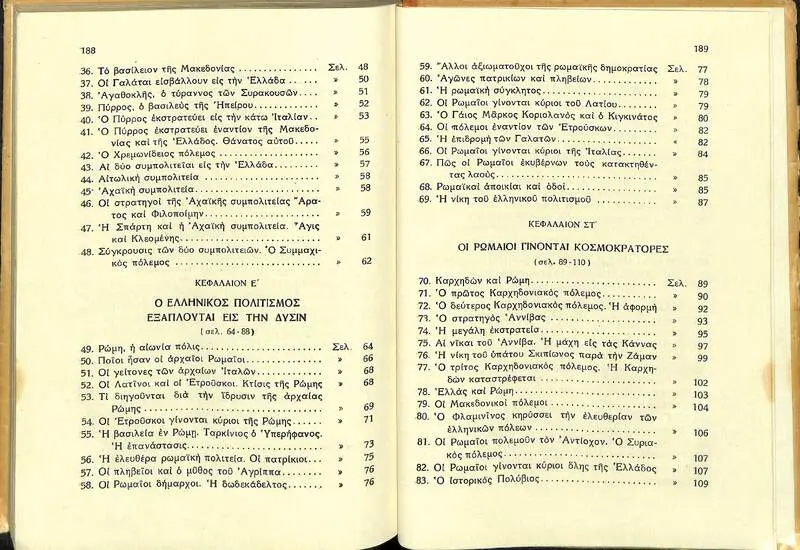 188
36. Τὸ βασίλειον τῆς Μακεδονίας ................ Σελ. 48
37. Οἱ Γαλάται εἰσβάλλουν εἰς τὴν Ἑλλάδα ..... » 50
38. Ἀγαθοκλῆς, ὁ τύραννος τῶν Συρακουσῶν.... » 51
39. Πύρρος, ὁ βασιλεὺς τῆς Ἠπείρου............ » 52
40. Ὁ Πύρρος ἐκστρατεύει εἰς τὴν κάτω Ἰταλίαν.. » 53
41. Ὁ Πύρρος ἐκστρατεύει ἐναντίον τῆς Μακεδο-
νίας καὶ τῆς Ἑλλάδος. Θάνατος αὐτοῦ..... » 55
42. Ὁ Χρεμωνίδειος πόλεμος .................. » 56
43. Αἱ δύο συμπολιτεῖαι εἰς τὴν Ἑλλάδα......... » 57
44. Αἰτωλικὴ συμπολιτεία ..................... » 58
45. Ἀχαϊκὴ συμπολιτεία....................... » 58
46. Οἱ στρατηγοὶ τῆς Ἀχαϊκῆς συμπολιτείας Ἄρα-
τος καὶ Φιλοποίμην...................... » 59
47. Ἡ Σπάρτη καὶ ἡ Ἀχαϊκὴ συμπολιτεία. Ἆγις
καὶ Κλεομένης.......................... » 61
48. Σύγκρουσις τῶν δύο συμπολιτειῶν. Ὁ Συμμαχι-
κὸς πόλεμος ........................... » 62
ΚΕΦΑΛΑΙΟΝ Ε΄
Ο ΕΛΛΗΝΙΚΟΣ ΠΟΛΙΤΙΣΜΟΣ
ΕΞΑΠΛΟΥΤΑΙ ΕΙΣ ΤΗΝ ΔΥΣΙΝ
(σελ. 64-88)
49. Ρώμη, ἡ αἰωνία πόλις...................... Σελ. 64
50. Ποῖοι ἦσαν οἱ ἀρχαῖοι Ρωμαῖοι.............. » 66
51. Οἱ γείτονες τῶν ἀρχαίων Ἰταλῶν............ » 68
52. Οἱ Λατῖνοι καὶ οἱ Ἐτροῦσκοι. Κτίσις τῆς Ρώμης » 68
53. Τί διηγοῦνται διὰ τὴν ἵδρυσιν τῆς ἀρχαίας
Ρώμης ............................... » 69
54. Οἱ Ἐτροῦσκοι γίνονται κύριοι τῆς Ρώμης..... » 71
55. Ἡ βασιλεία ἐν Ρώμῃ. Ταρκίνιος ὁ Ὑπερήφανος.
Ἡ ἐπανάστασις......................... » 73
56. Ἡ ἐλευθέρα ρωμαϊκὴ πολιτεία. Οἱ πατρίκιοι... » 75
57. Οἱ πληβεῖοι καὶ ὁ μῦθος τοῦ Ἀγρίππα...... » 76
58. Οἱ Ρωμαῖοι δήμαρχοι. Ἡ δωδεκάδελτος....... » 76
189
59. Ἄλλοι ἀξιωματοῦχοι τῆς ρωμαϊκῆς δημοκρατίας Σελ. 77
60. Ἀγῶνες πατρικίων καὶ πληβείων............. » 78
61. Ἡ ρωμαϊκὴ σύγκλητος..................... » 79
62. Οἱ Ρωμαῖοι γίνονται κύριοι τοῦ Λατίου....... » 79
63. Ὁ Γάιος Μᾶρκος Κοριολανὸς καὶ ὁ Κιγκινάτος » 80
64. Οἱ πόλεμοι ἐναντίον τῶν Ἐτρούσκων......... » 82
65. Ἡ ἐπιδρομὴ τῶν Γαλατῶν.................. « 82
66. Οἱ Ρωμαῖοι γίνονται κύριοι τῆς Ἰταλίας....... » 84
67. Πῶς οἱ Ρωμαῖοι ἐκυβέρνων τοὺς κατακτηθέν-
τας λαούς............................. » 85
68. Ρωμαϊκαὶ ἀποικίαι καὶ ὁδοί................. » 85
69. Ἡ νίκη τοῦ ἑλληνικοῦ πολιτισμοῦ ........... » 87
ΚΕΦΑΛΑΙΟΝ ΣΤ΄
ΟΙ ΡΩΜΑΙΟΙ ΓΙΝΟΝΤΑΙ ΚΟΣΜΟΚΡΑΤΟΡΕΣ
(σελ. 89-110)
70. Καρχηδὼν καὶ Ρώμη....................... Σελ. 89
71. Ὁ πρῶτος Καρχηδονιακὸς πόλεμος........... » 90
72. Ὁ δεύτερος Καρχηδονιακὸς πόλεμος. Ἡ ἀφορμὴ » 92
73. Ὁ στρατηγὸς Ἀννίβας ..................... » 93
74. Ἡ μεγάλη ἐκστρατεία...................... » 95
75. Αἱ νῖκαι τοῦ Ἀννίβα. Ἡ μάχη εἰς τὰς Κάννας » 97
76. Ἡ νίκη τοῦ ὑπάτου Σκιπίωνος παρὰ τὴν Ζάμαν » 99
77. Ὁ τρίτος Καρχηδονιακὸς πόλεμος. Ἡ Καρχη-
δὼν καταστρέφεται ..................... » 102
78. Ἑλλὰς καὶ Ρώμη.......................... » 103
79. Οἱ Μακεδονικοὶ πόλεμοι ................... » 104
80. Ὁ Φλαμινῖνος κηρύσσει τὴν ἐλευθερίαν τῶν
ἑλληνικῶν πόλεων ...................... » 106
81. Οἱ Ρωμαῖοι πολεμοῦν τὸν Ἀντίοχον. Ὁ Συρια-
κὸς πόλεμος........................... » 107
82. Οἱ Ρωμαῖοι γίνονται κύριοι ὅλης τῆς Ἑλλάδος » 107
83. Ὁ Ἱστορικὸς Πολύβιος..................... » 109